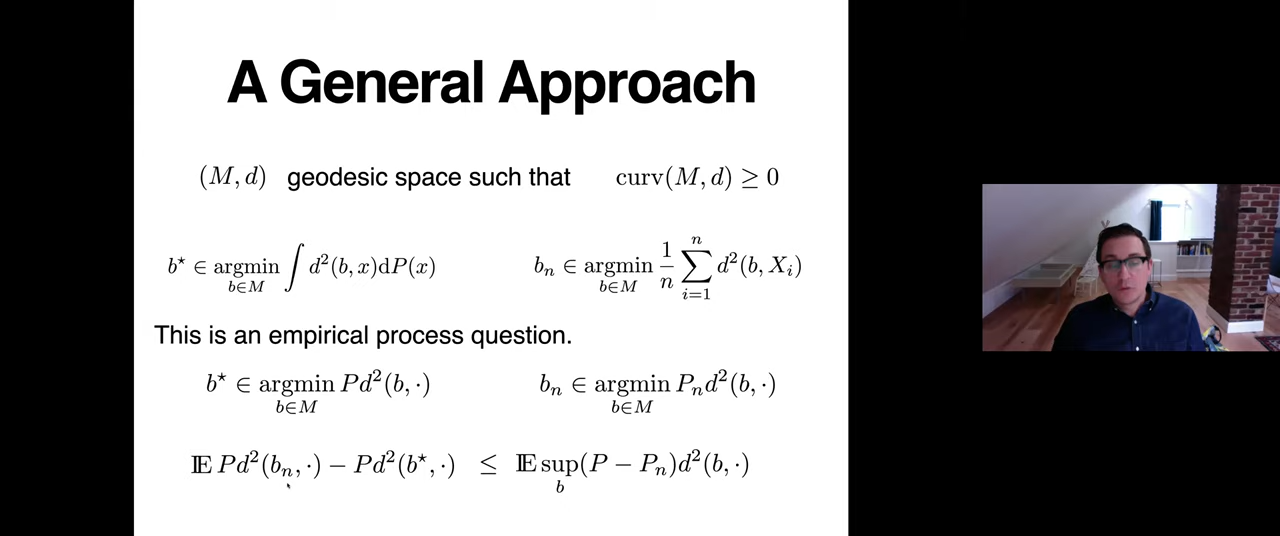 A General Approach
(M, d) geodesic space such that curv(M, d) ≥ 0
b⋆ ∈ argmin_{b∈M} ∫ d²(b, x)dP(x)    b_n ∈ argmin_{b∈M} 1/n ∑_{i=1}^{n} d²(b, X_i)
This is an empirical process question.
b⋆ ∈ argmin_{b∈M} Pd²(b, ·)    b_n ∈ argmin_{b∈M} P_n d²(b, ·)
𝔼 Pd²(b_n, ·) − Pd²(b⋆, ·) ≤ 𝔼 sup_b (P − P_n)d²(b, ·)